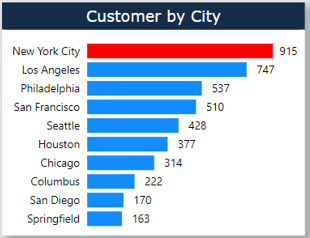 Customer by City
New York City 915
Los Angeles 747
Philadelphia 537
San Francisco 510
Seattle 428
Houston 377
Chicago 314
Columbus 222
San Diego 170
Springfield 163